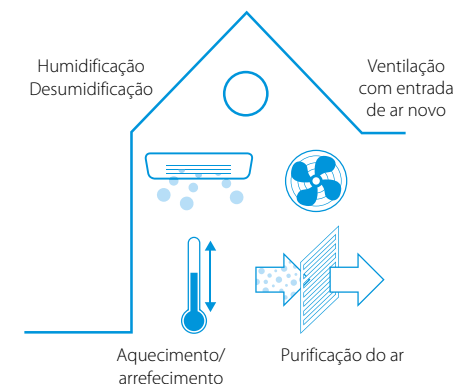 Humidificação
Desumidificação
Ventilação
com entrada
de ar novo
Aquecimento/
arrefecimento
Purificação do ar